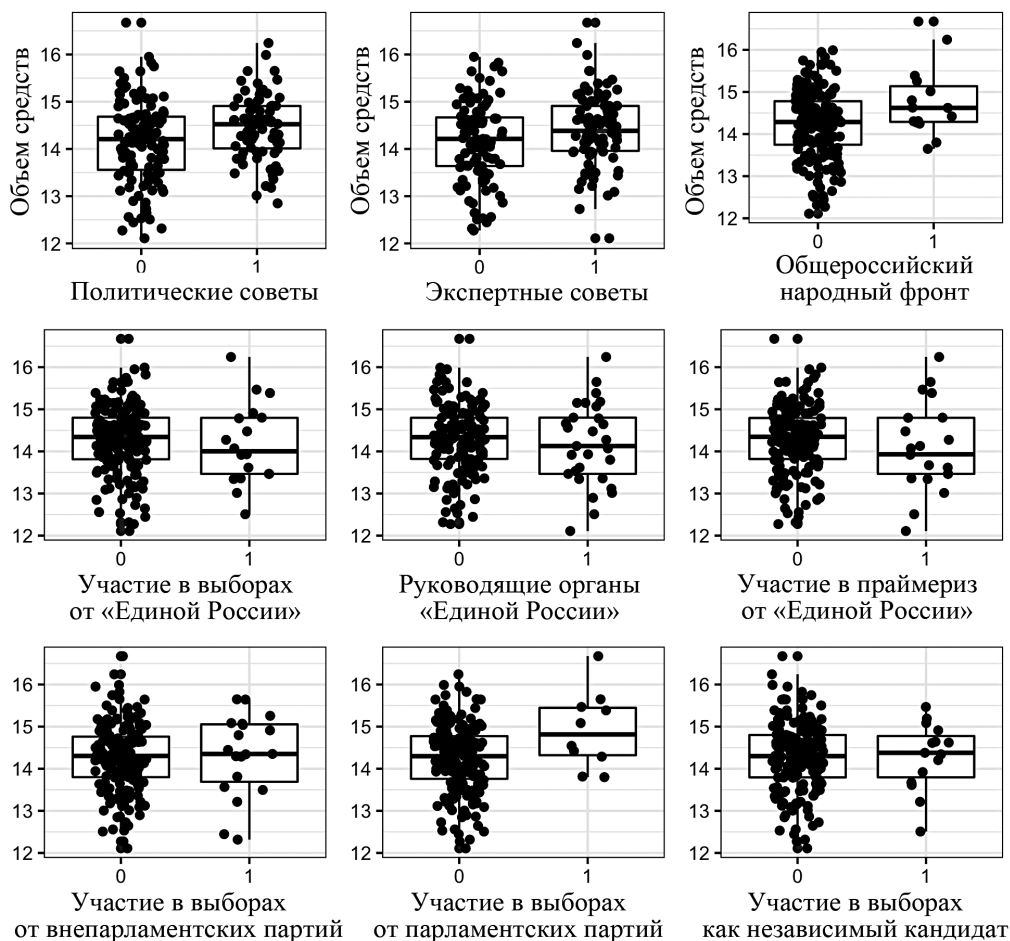 Объем средств
16
15
14
13
12
0 1
Политические советы
Объем средств
16
15
14
13
12
0 1
Экспертные советы
Объем средств
16
15
14
13
12
0 1
Общероссийский
народный фронт
16
15
14
13
12
0 1
Участие в выборах
от «Единой России»
16
15
14
13
12
0 1
Руководящие органы
«Единой России»
16
15
14
13
12
0 1
Участие в праймериз
от «Единой России»
16
15
14
13
12
0 1
Участие в выборах
от внепарламентских партий
16
15
14
13
12
0 1
Участие в выборах
от парламентских партий
16
15
14
13
12
0 1
Участие в выборах
как независимый кандидат